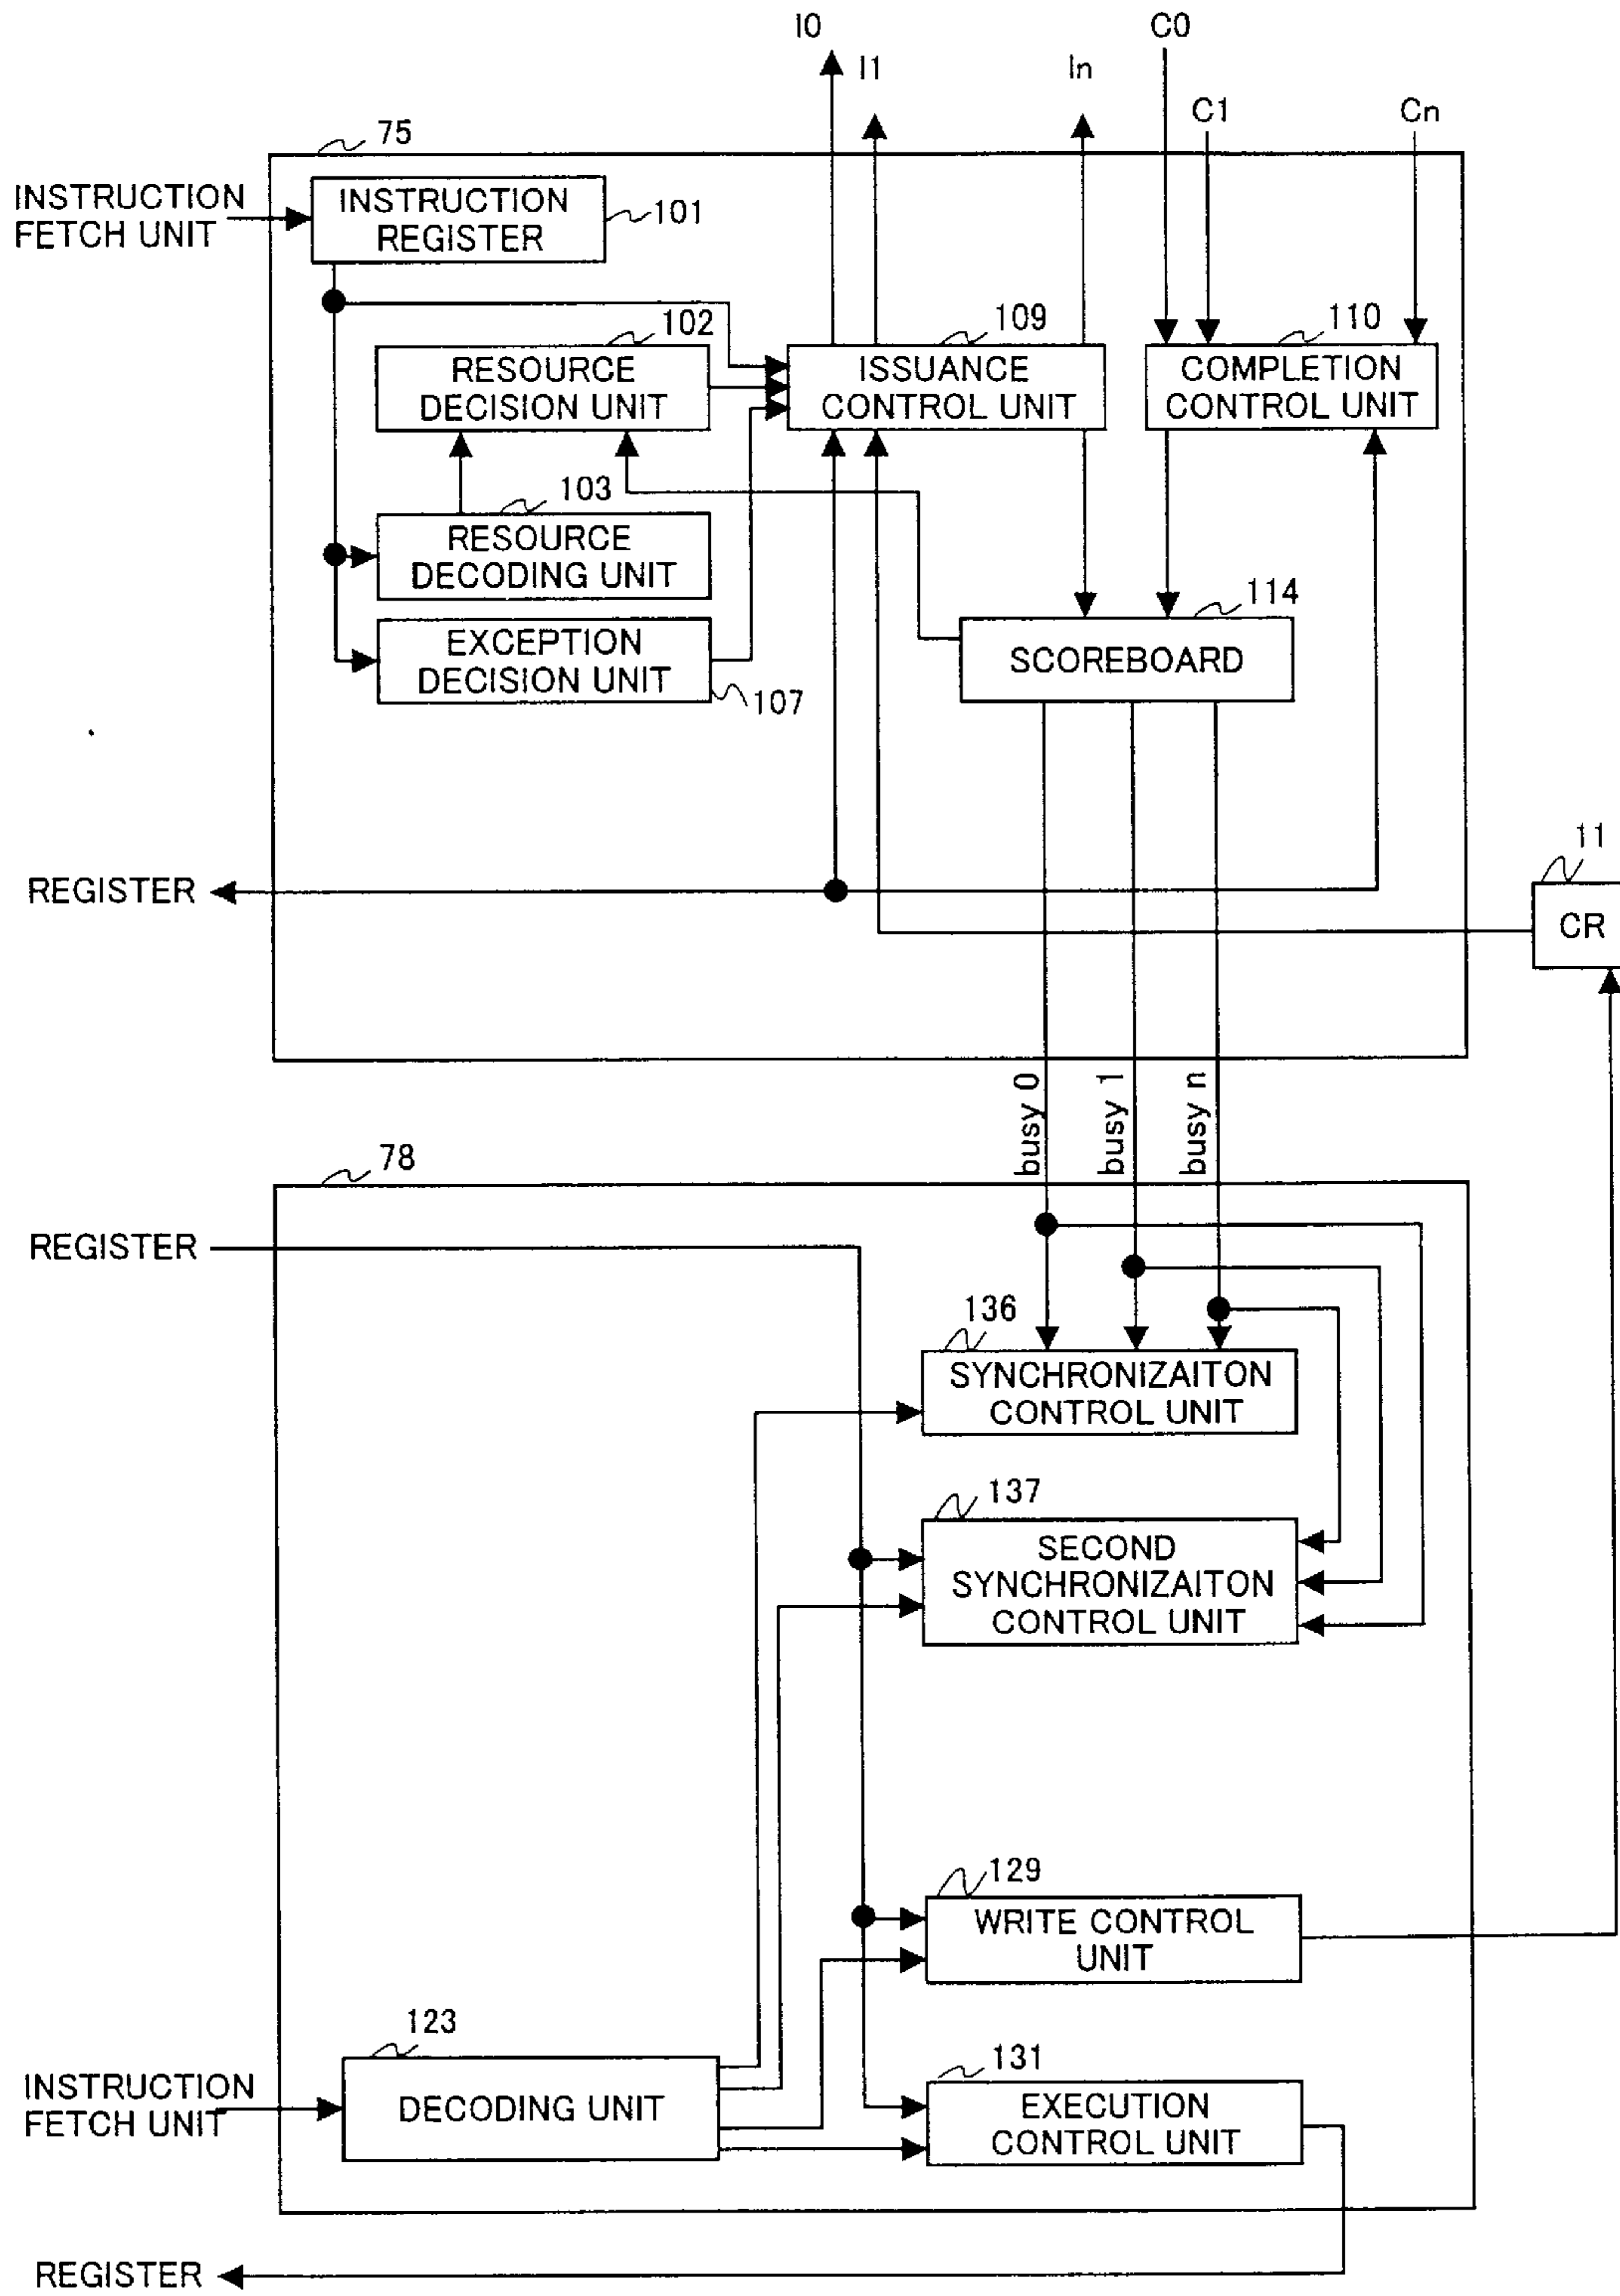 I0
C0
I1
In
C1
Cn
75
INSTRUCTION
FETCH UNIT
INSTRUCTION
REGISTER
101
102
109
110
RESOURCE
DECISION UNIT
ISSUANCE
CONTROL UNIT
COMPLETION
CONTROL UNIT
103
RESOURCE
DECODING UNIT
114
EXCEPTION
DECISION UNIT
SCOREBOARD
107
11
REGISTER
CR
busy 0
busy 1
busy n
78
REGISTER
136
SYNCHRONIZAITON
CONTROL UNIT
137
SECOND
SYNCHRONIZAITON
CONTROL UNIT
129
WRITE CONTROL
UNIT
123
131
INSTRUCTION
FETCH UNIT
DECODING UNIT
EXECUTION
CONTROL UNIT
REGISTER